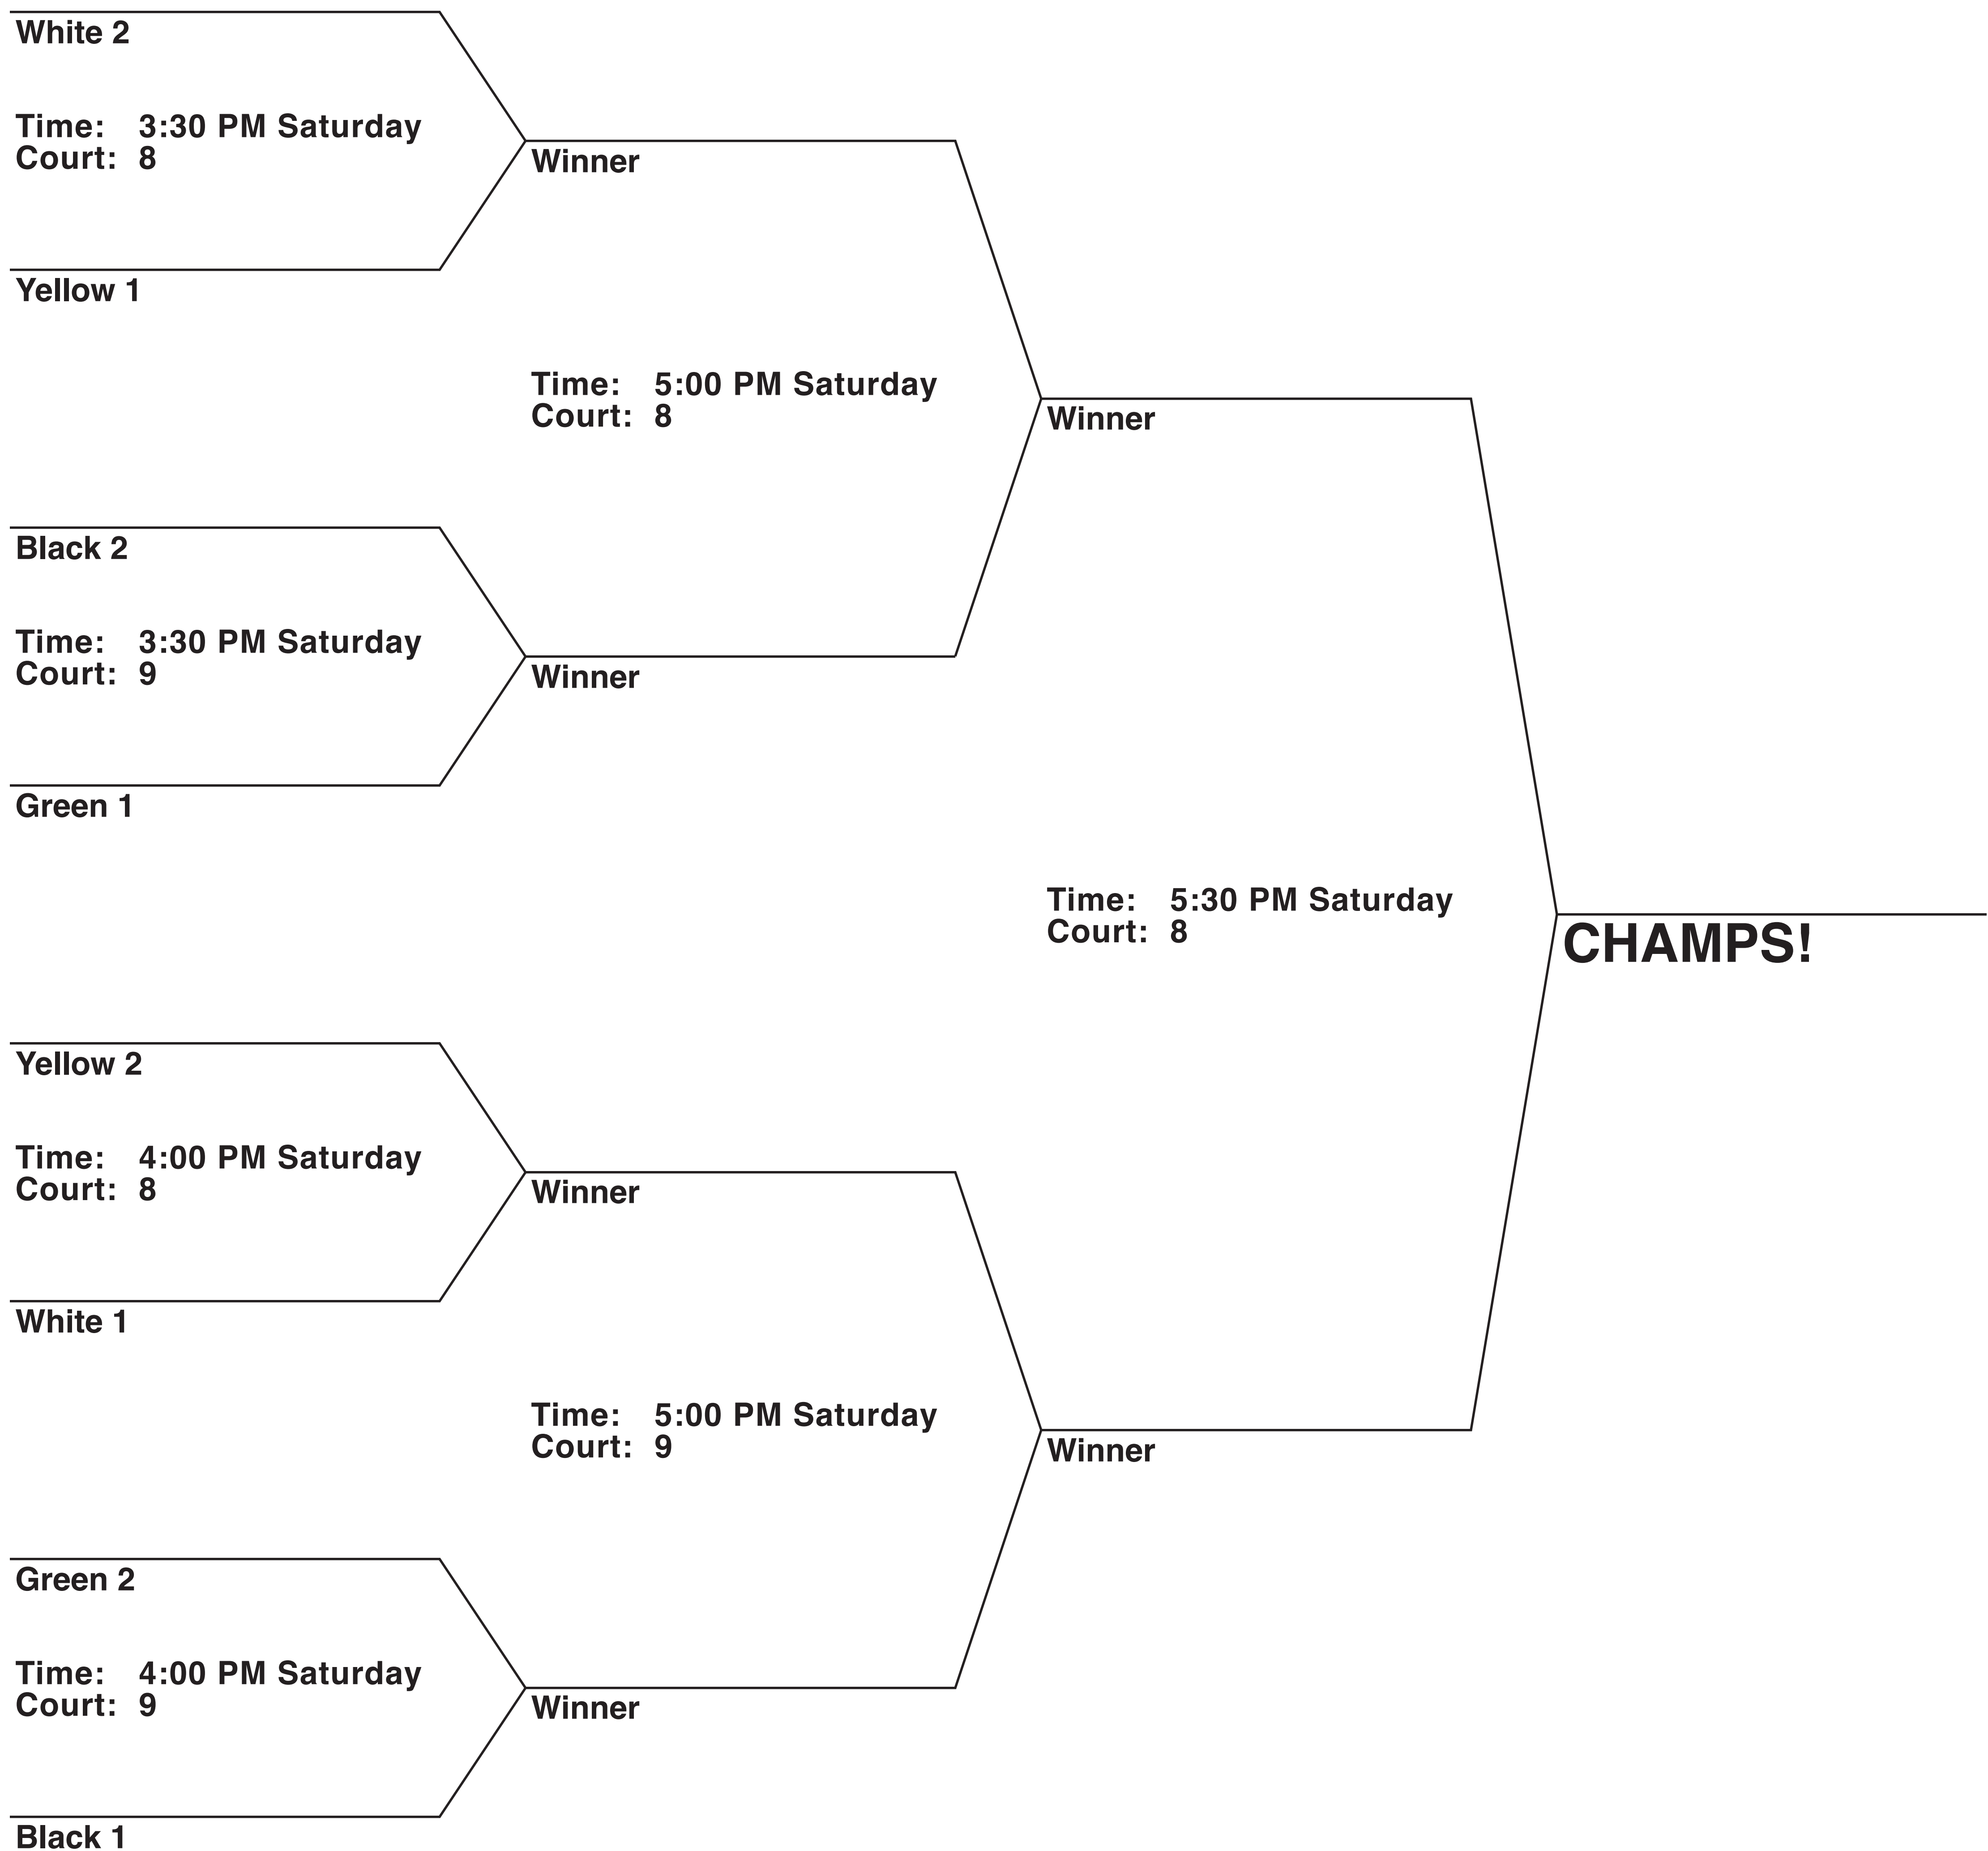 White 2
Time: 3:30 PM Saturday
Court: 8
Winner
Yellow 1
Time: 5:00 PM Saturday
Court: 8
Winner
Black 2
Time: 3:30 PM Saturday
Court: 9
Winner
Green 1
Time: 5:30 PM Saturday
Court: 8
CHAMPS!
Yellow 2
Time: 4:00 PM Saturday
Court: 8
Winner
White 1
Time: 5:00 PM Saturday
Court: 9
Winner
Green 2
Time: 4:00 PM Saturday
Court: 9
Winner
Black 1